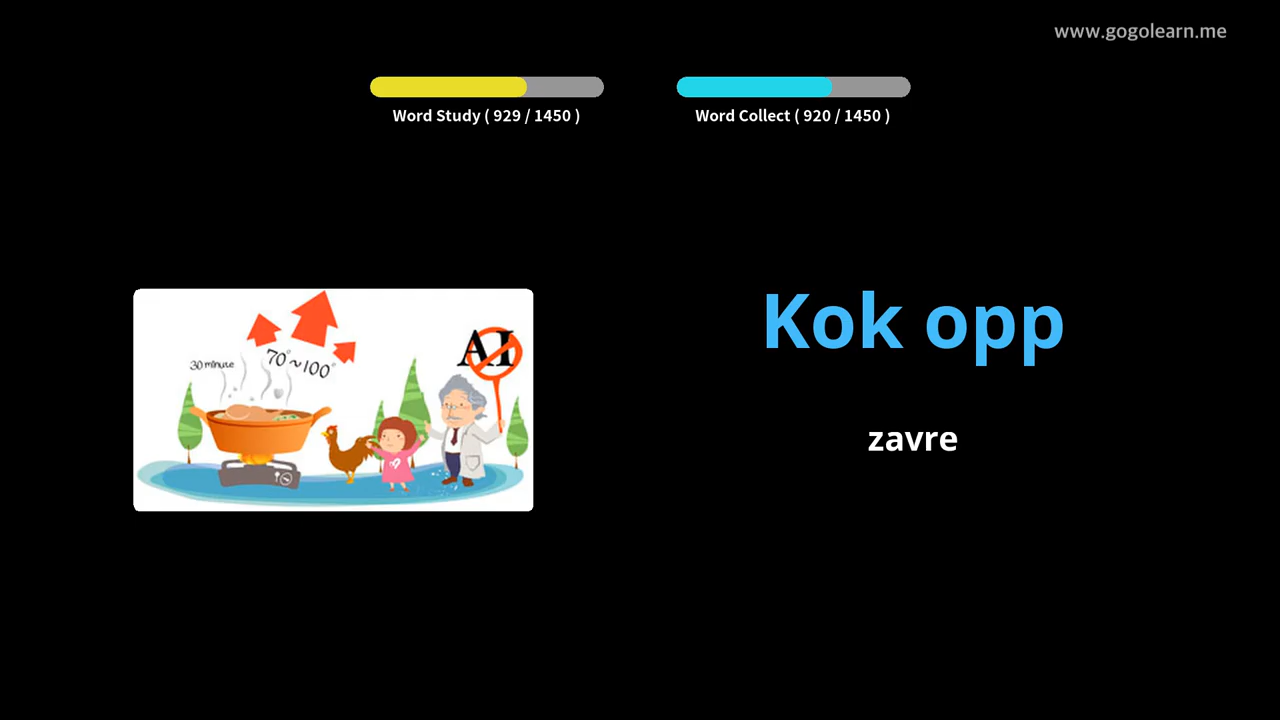 www.gogolearn.me
Word Study ( 929 / 1450 )
Word Collect ( 920 / 1450 )
30 minute
70°~100°
AI
Kok opp
zavre